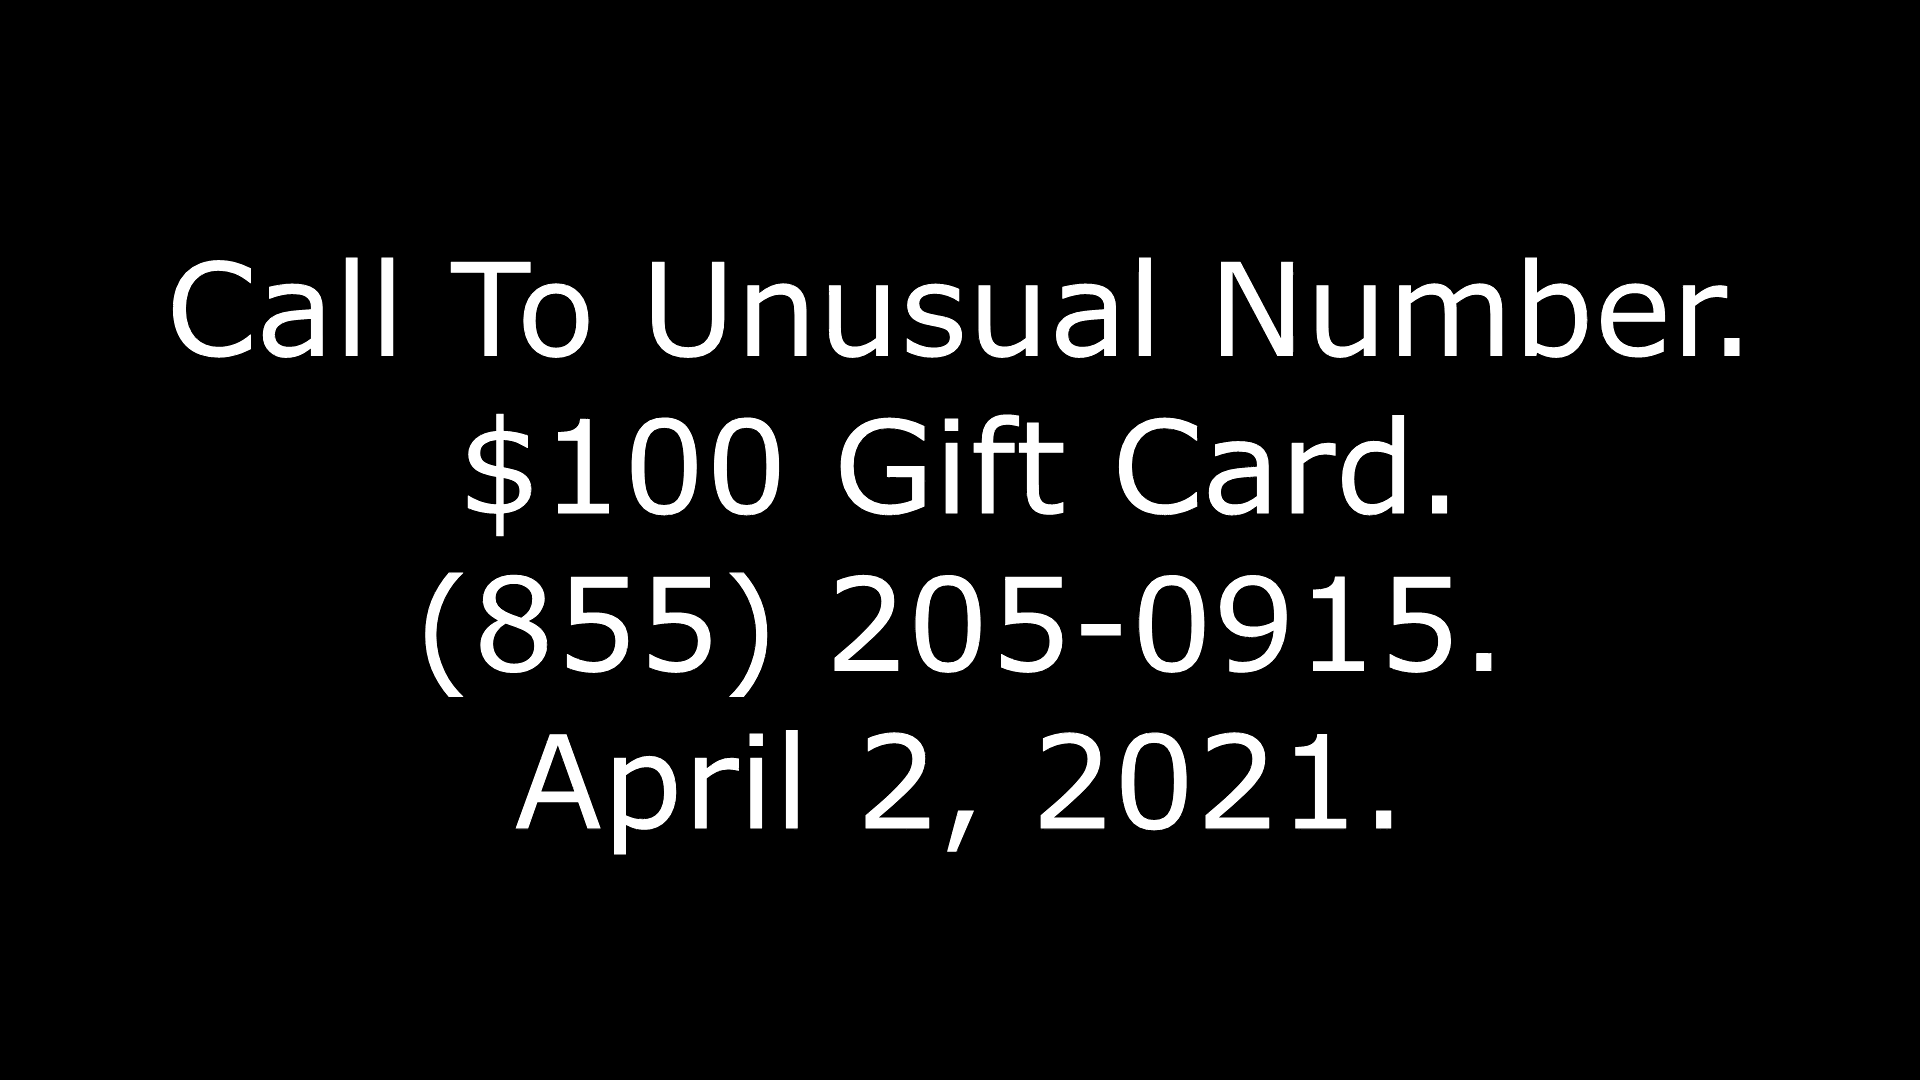 Call To Unusual Number.
$100 Gift Card.
(855) 205-0915.
April 2, 2021.